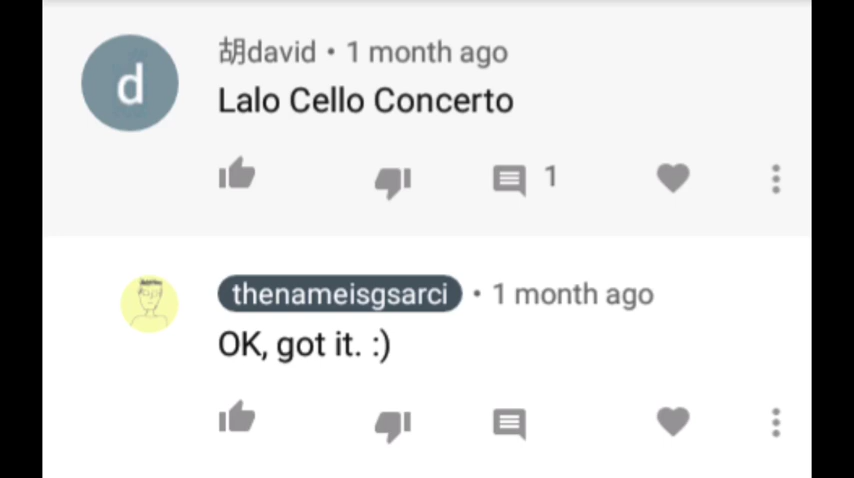 d
胡david • 1 month ago
Lalo Cello Concerto
1
thenameisgsarci • 1 month ago
OK, got it. :)